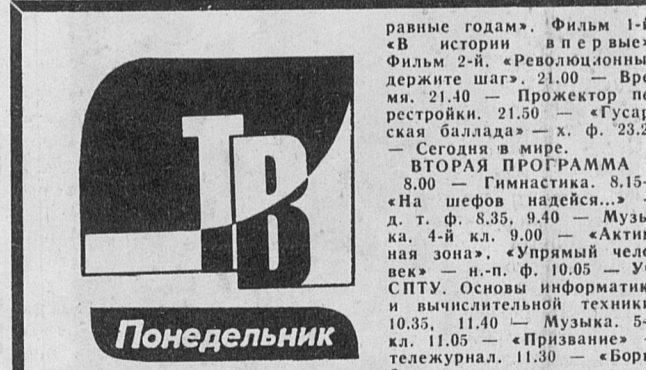 ТВ
Понедельник
равные годам». Фильм 1-й
«В истории впервые»
Фильм 2-й. «Революционный
держите шаг». 21.00 — Вре
мя. 21.40 — Прожектор пе
рестройки. 21.50 — «Гусар
ская баллада» — х. ф. 23.2
— Сегодня в мире.
ВТОРАЯ ПРОГРАММА
8.00 — Гимнастика. 8.15
«На шефов надейся...» -
д. т. ф. 8.35, 9.40 — Музы
ка. 4-й кл. 9.00 — «Актив
ная зона». «Упрямый чело
век» — н.-п. ф. 10.05 — У
СПТУ. Основы информатик
и вычислительной техники
10.35, 11.40 — Музыка. 5-
кл. 11.05 — «Призвание» -
тележурнал. 11.30 — «Борь